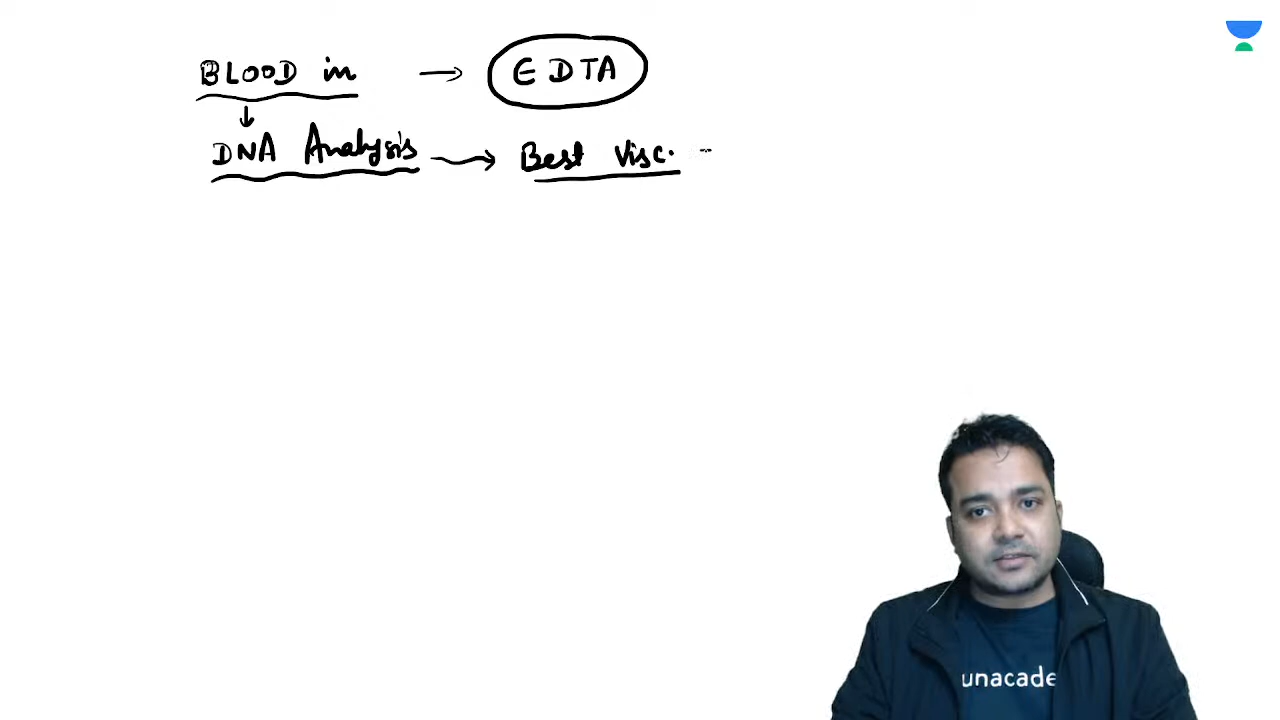 BLOOD in → EDTA
↓
DNA Analysis → Best Visc.
unacade